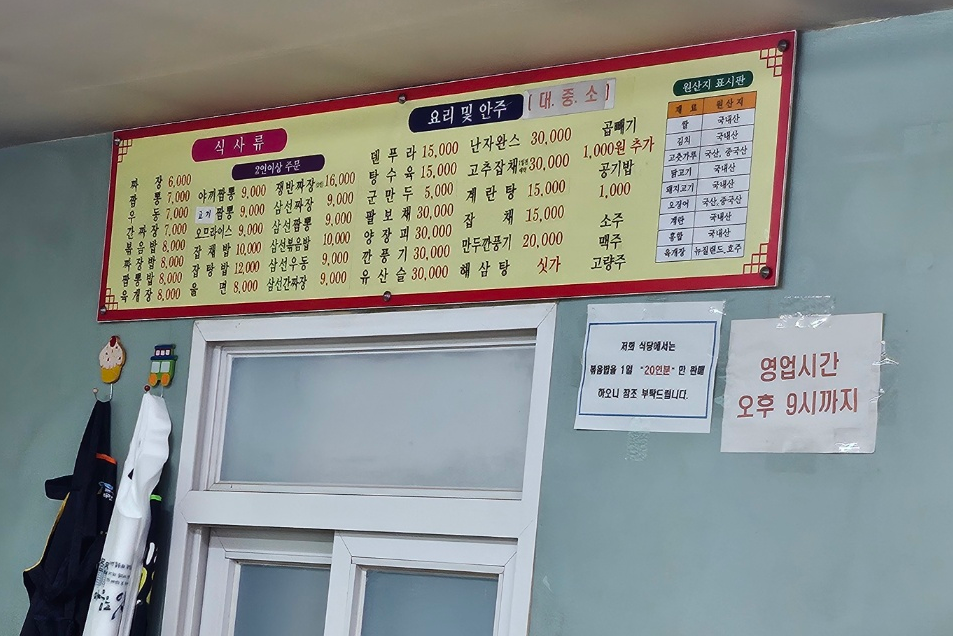 식사류
짜장 6,000
짬뽕 7,000
우동 7,000
간짜장 7,000
볶음밥 8,000
짜장밥 8,000
짬뽕밥 8,000
육개장 8,000
야끼짬뽕 9,000
고기 짬뽕 9,000
오므라이스 9,000
잡채밥 10,000
잡탕밥 12,000
울면 8,000
2인이상 주문
쟁반짜장 16,000
삼선짜장 9,000
삼선짬뽕 9,000
삼선볶음밥 10,000
삼선우동 9,000
삼선간짜장 9,000
요리 및 안주 [대.중.소]
덴푸라 15,000
탕수육 15,000
군만두 5,000
팔보채 30,000
양장피 30,000
깐풍기 30,000
유산슬 30,000
난자완스 30,000
고추잡채 30,000
계란탕 15,000
잡채 15,000
만두깐풍기 20,000
해삼탕 싯가
곱빼기
1,000원 추가
공기밥
1,000
소주
맥주
고량주
원산지 표시판
재료 원산지
쌀 국내산
김치 국내산
고춧가루 국산, 중국산
닭고기 국내산
돼지고기 국내산
오징어 국산, 중국산
계란 국내산
홍합 국내산
육개장 뉴질랜드.호주
저희 식당에서는
볶음밥을 1일 "20인분"만 판매
하오니 참조 부탁드립니다.
영업시간
오후 9시까지